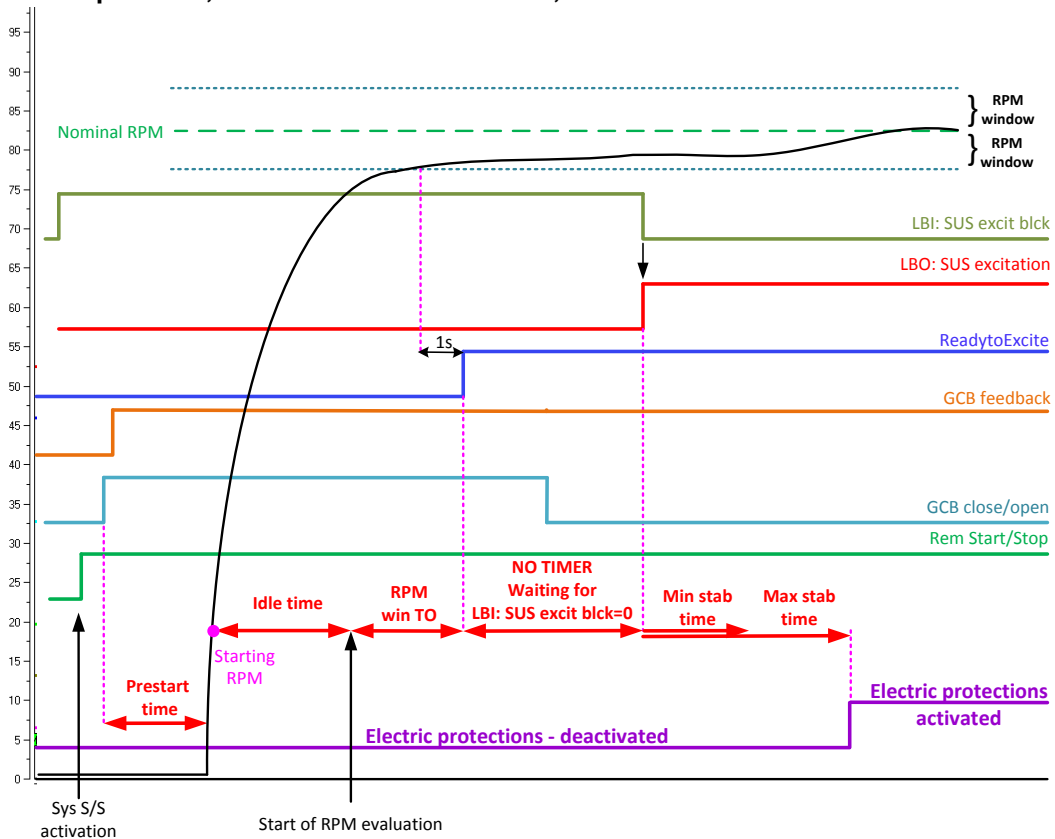 95
90
85
80
75
70
65
60
55
50
45
40
35
30
25
20
15
10
5
0
Nominal RPM
RPM
window
RPM
window
LBI: SUS excit blck
LBO: SUS excitation
1s
ReadytoExcite
GCB feedback
GCB close/open
Rem Start/Stop
Idle time
RPM
win TO
NO TIMER
Waiting for
LBI: SUS excit blck=0
Min stab
time
Max stab
time
Starting
RPM
Prestart
time
Electric protections - deactivated
Electric protections
activated
Sys S/S
activation
Start of RPM evaluation